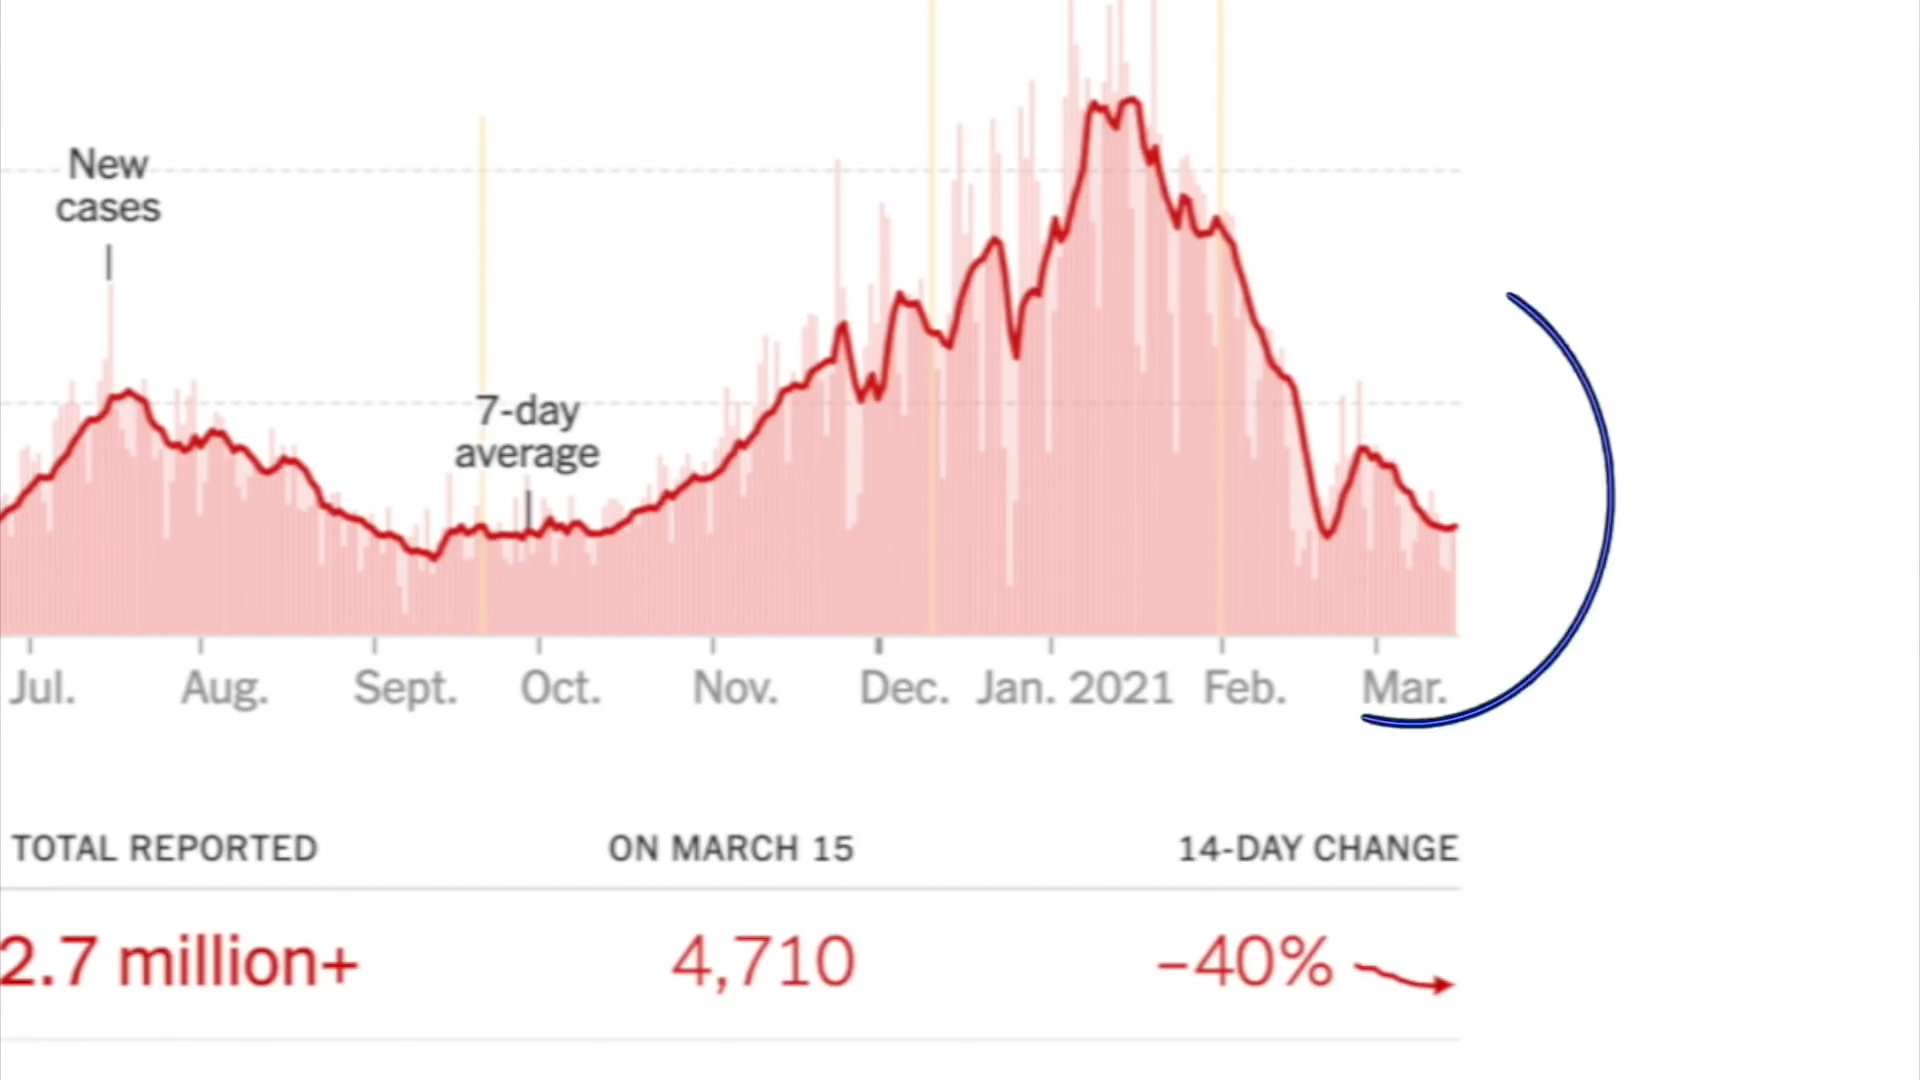 New
cases
7-day
average
Jul.
Aug.
Sept.
Oct.
Nov.
Dec.
Jan. 2021
Feb.
Mar.
TOTAL REPORTED
ON MARCH 15
14-DAY CHANGE
2.7 million+
4,710
–40%